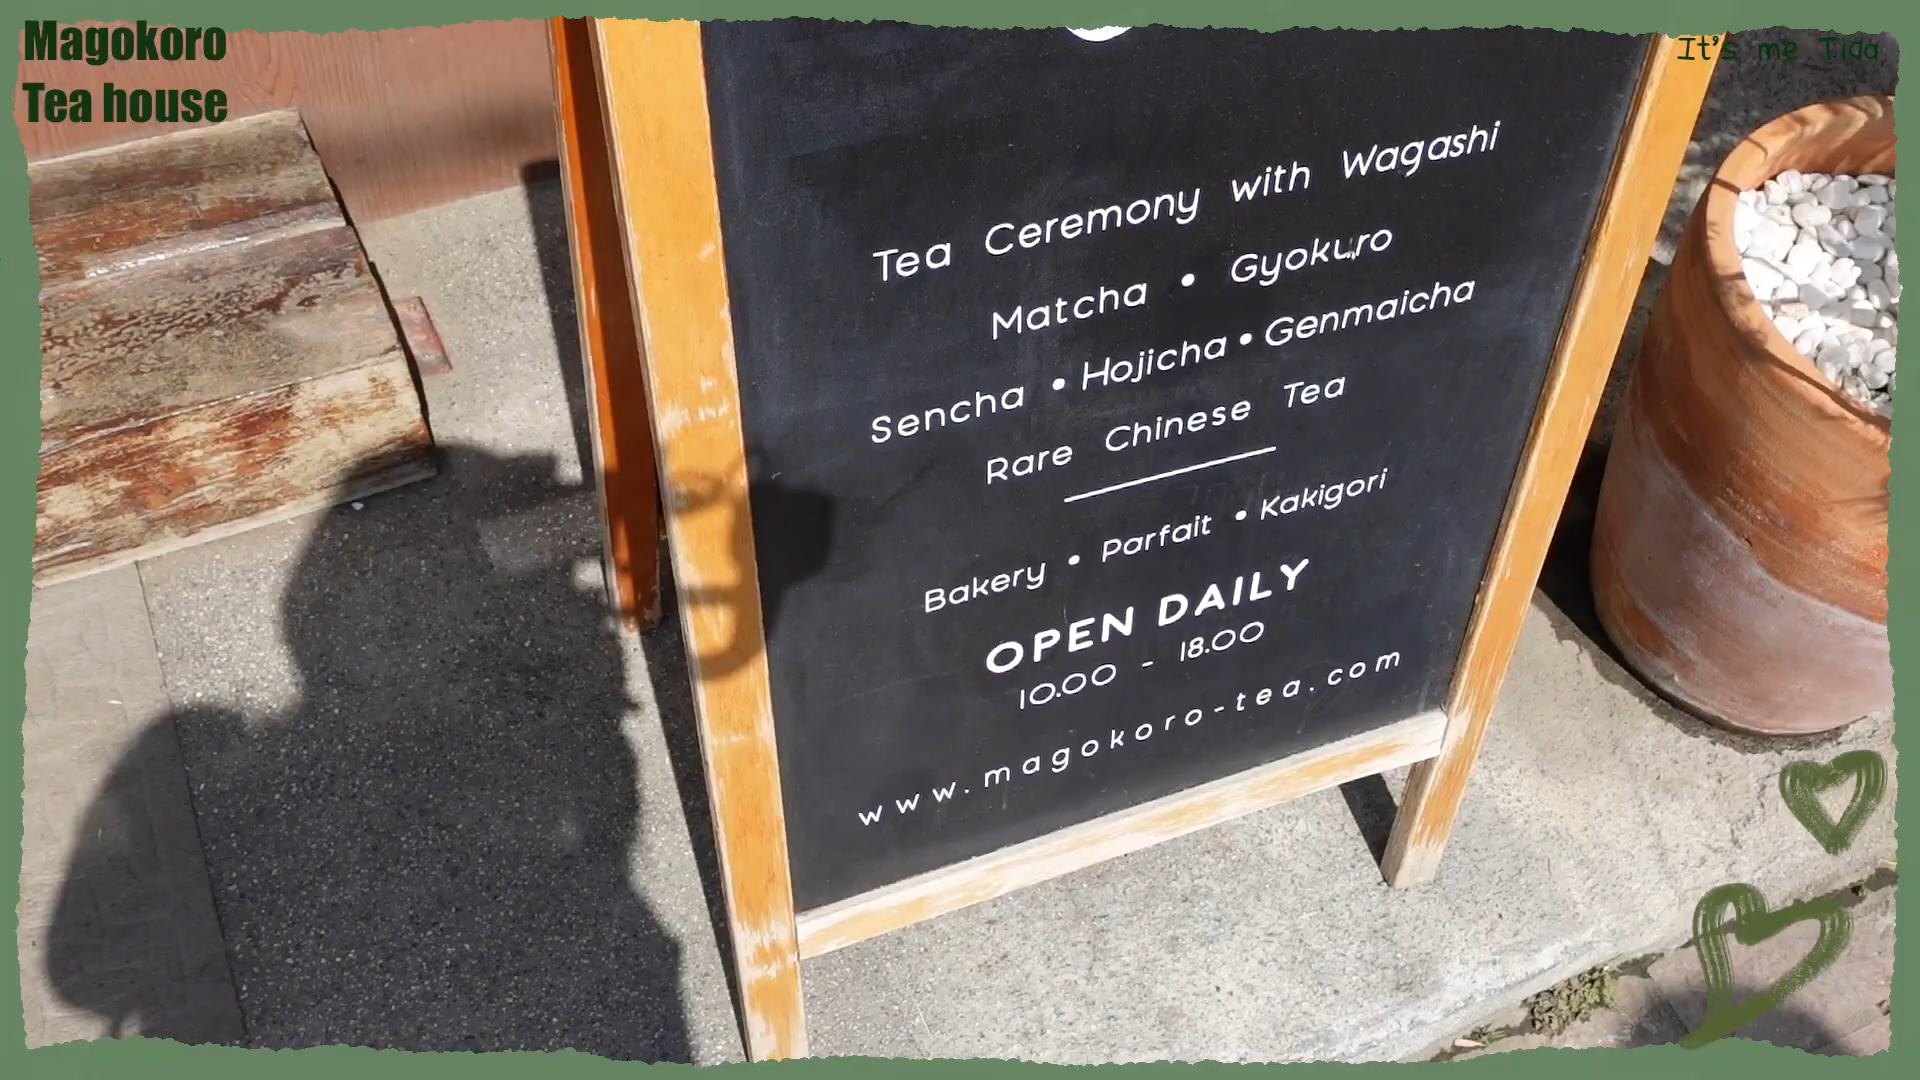 Magokoro
Tea house
It's me Tida
Tea Ceremony with Wagashi
Matcha • Gyokuro
Sencha • Hojicha • Genmaicha
Rare Chinese Tea
Bakery • Parfait • Kakigori
OPEN DAILY
10.00 - 18.00
www.magokoro-tea.com